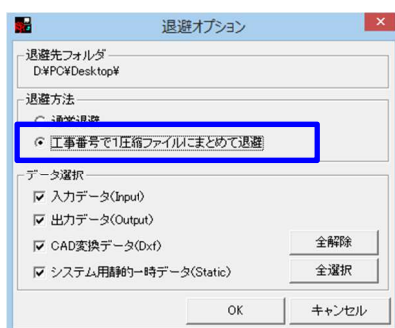 退避オプション
退避先フォルダ
D:¥PC¥Desktop¥
退避方法
通常退避
工事番号で1圧縮ファイルにまとめて退避
データ選択
入力データ(Input)
出力データ(Output)
CAD変換データ(Dxf)
全解除
システム用静的一時データ(Static)
全選択
OK
キャンセル